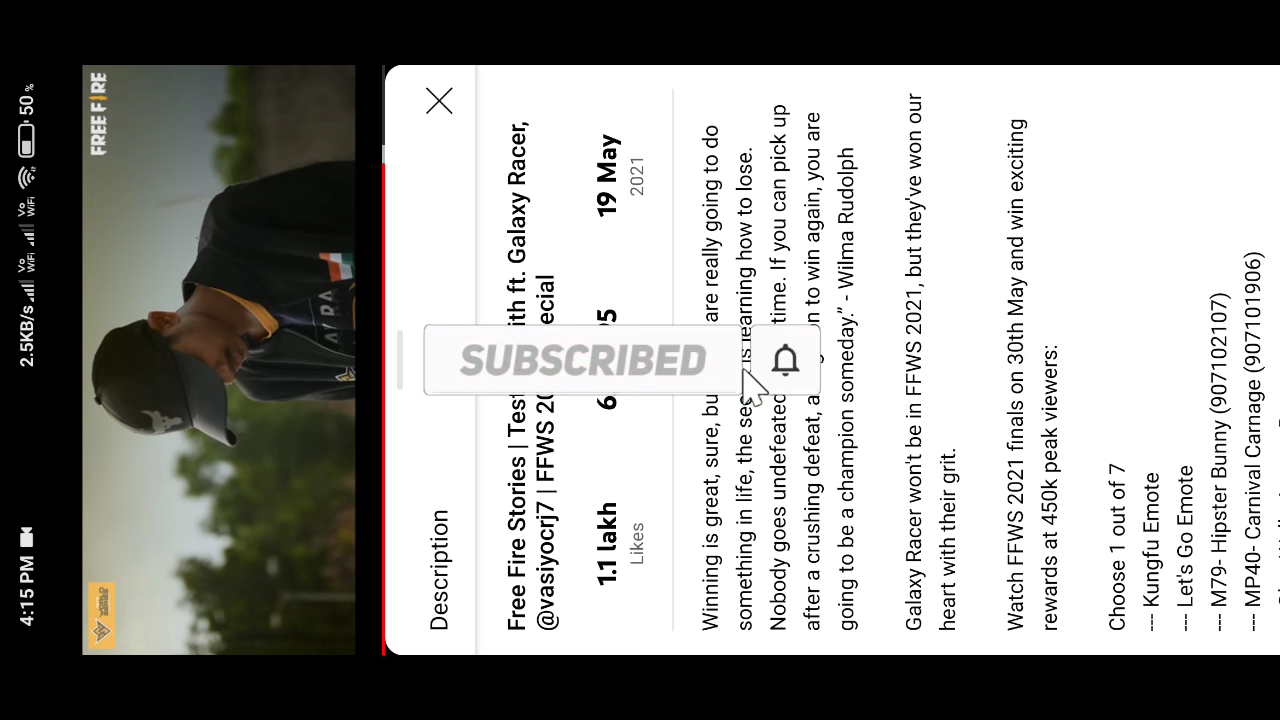 4:15 PM
2.5KB/s
Vo
WiFi
Vo
WiFi
50%
FREE FIRE
WORLD
SERIES
Description
Free Fire Stories | Test ith ft. Galaxy Racer,
@vasiyocrj7 | FFWS 20 ecial
1.1 lakh
Likes
19 May
2021
SUBSCRIBED
Winning is great, sure, bu are really going to do
something in life, the se is learning how to lose.
Nobody goes undefeated time. If you can pick up
after a crushing defeat, a n to win again, you are
going to be a champion someday.” - Wilma Rudolph
Galaxy Racer won't be in FFWS 2021, but they've won our
heart with their grit.
Watch FFWS 2021 finals on 30th May and win exciting
rewards at 450k peak viewers:
Choose 1 out of 7
--- Kungfu Emote
--- Let's Go Emote
--- M79- Hipster Bunny (907102107)
--- MP40- Carnival Carnage (907101906)